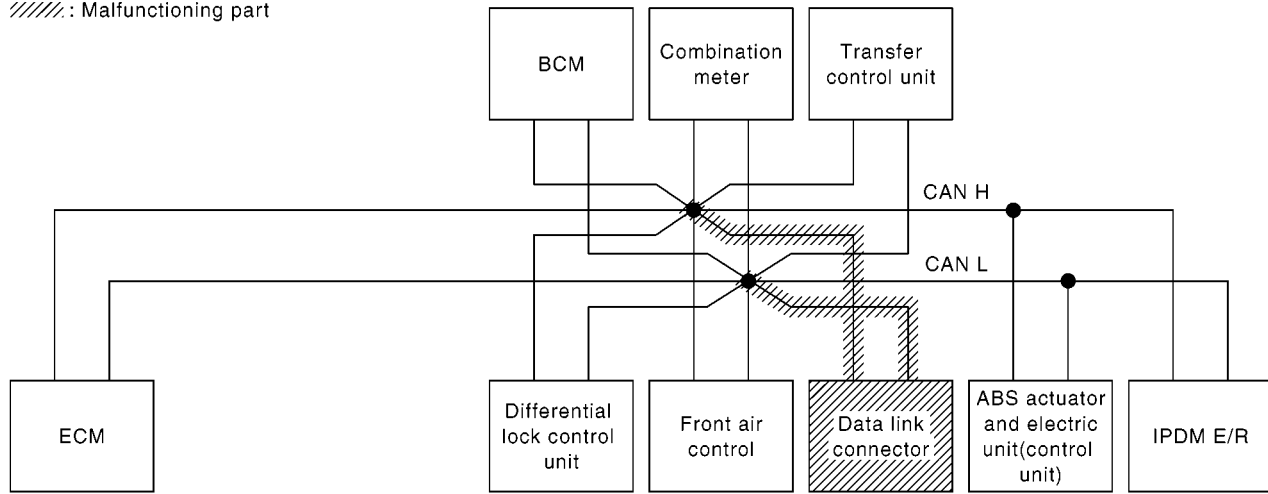 : Malfunctioning part
BCM
Combination
meter
Transfer
control unit
CAN H
CAN L
ECM
Differential
lock control
unit
Front air
control
Data link
connector
ABS actuator
and electric
unit(control
unit)
IPDM E/R